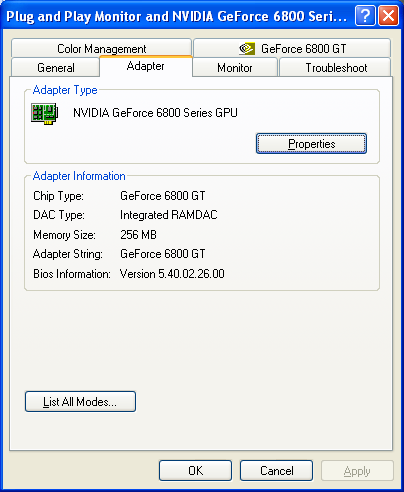 Plug and Play Monitor and NVIDIA GeForce 6800 Seri...
Color Management GeForce 6800 GT
General Adapter Monitor Troubleshoot
Adapter Type
NVIDIA GeForce 6800 Series GPU
Properties
Adapter Information
Chip Type: GeForce 6800 GT
DAC Type: Integrated RAMDAC
Memory Size: 256 MB
Adapter String: GeForce 6800 GT
Bios Information: Version 5.40.02.26.00
List All Modes...
OK Cancel Apply